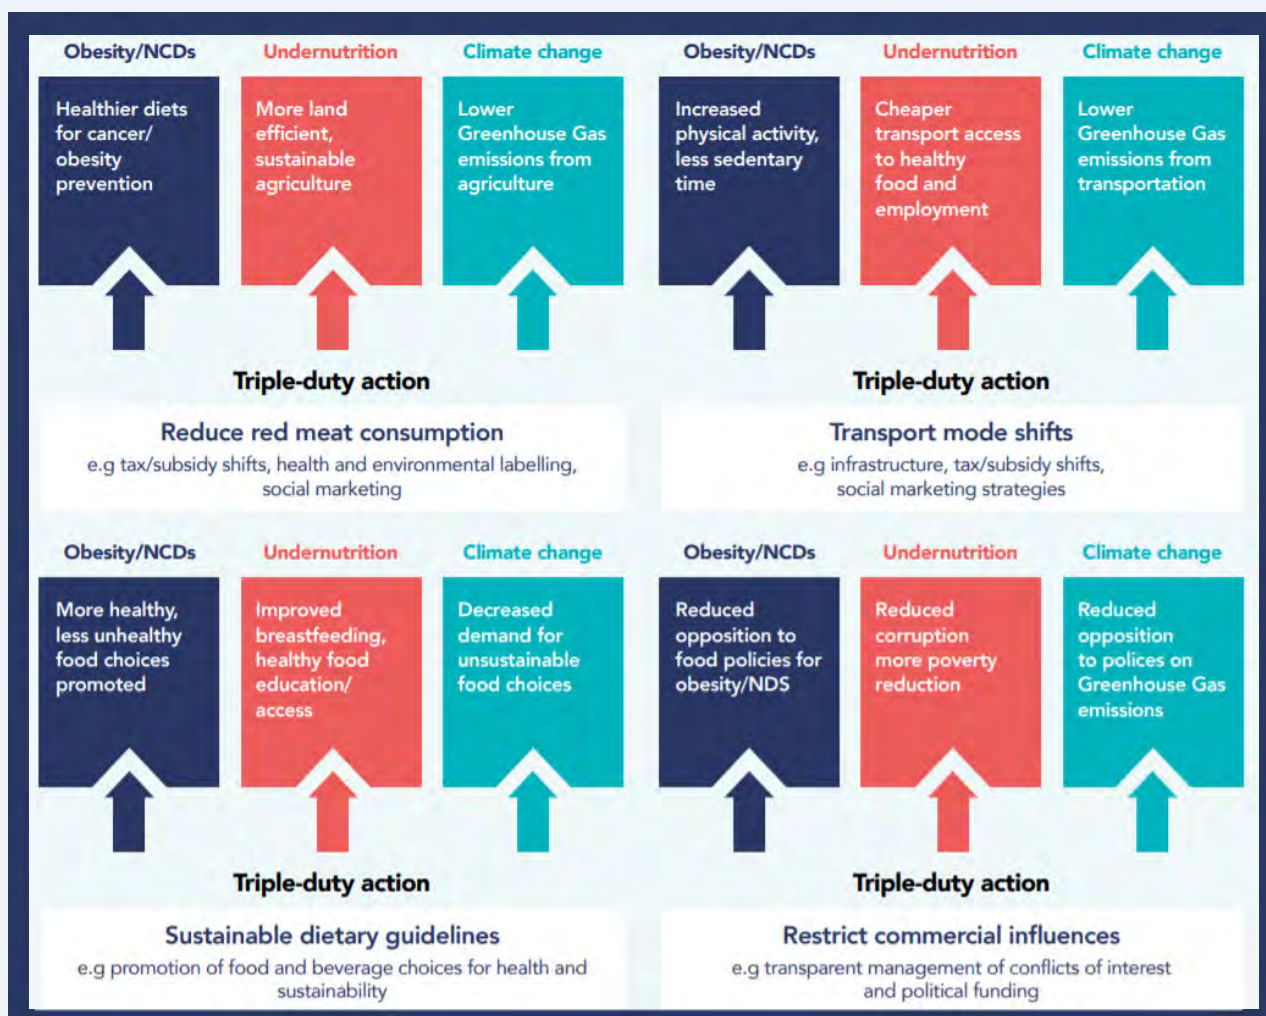 Obesity/NCDs
Undernutrition
Climate change
Healthier diets
for cancer/
obesity
prevention
More land
efficient,
sustainable
agriculture
Lower
Greenhouse Gas
emissions from
agriculture
Triple-duty action
Reduce red meat consumption
e.g tax/subsidy shifts, health and environmental labelling,
social marketing
Obesity/NCDs
Undernutrition
Climate change
Increased
physical activity,
less sedentary
time
Cheaper
transport access
to healthy
food and
employment
Lower
Greenhouse Gas
emissions from
transportation
Triple-duty action
Transport mode shifts
e.g infrastructure, tax/subsidy shifts,
social marketing strategies
Obesity/NCDs
Undernutrition
Climate change
More healthy,
less unhealthy
food choices
promoted
Improved
breastfeeding,
healthy food
education/
access
Decreased
demand for
unsustainable
food choices
Triple-duty action
Sustainable dietary guidelines
e.g promotion of food and beverage choices for health and
sustainability
Obesity/NCDs
Undernutrition
Climate change
Reduced
opposition to
food policies for
obesity/NDS
Reduced
corruption
more poverty
reduction
Reduced
opposition
to polices on
Greenhouse Gas
emissions
Triple-duty action
Restrict commercial influences
e.g transparent management of conflicts of interest
and political funding